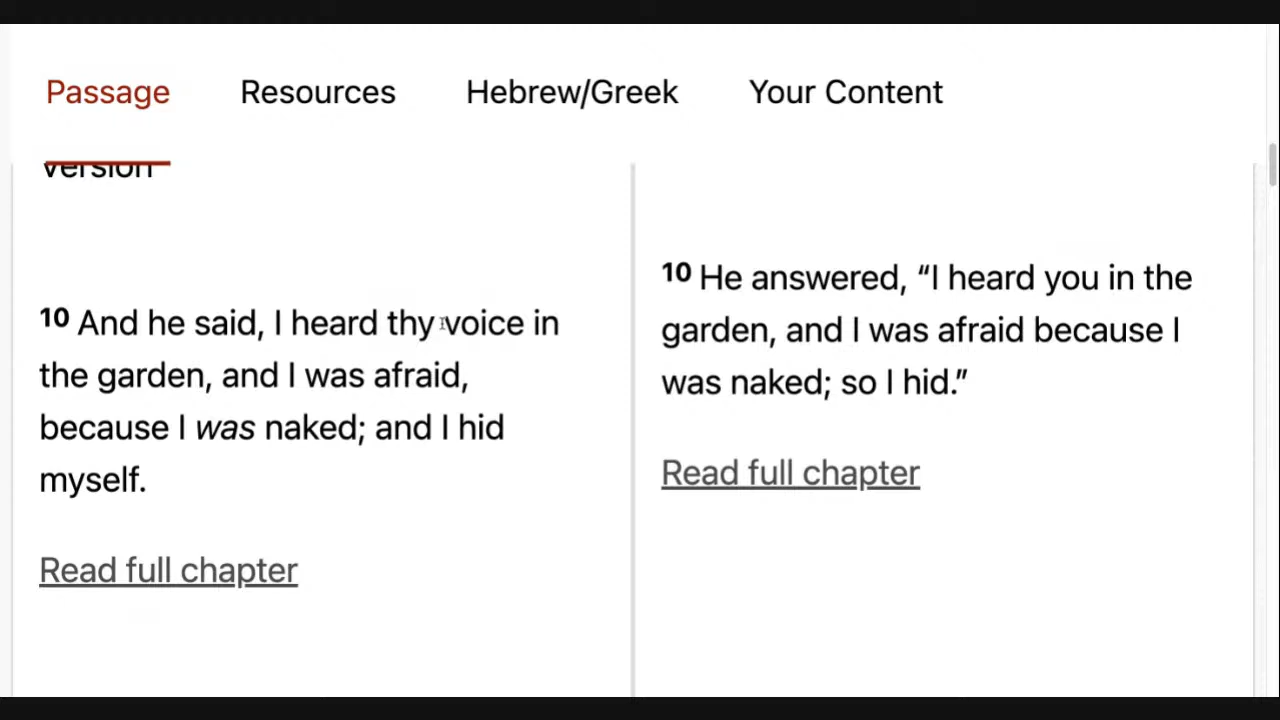 Passage Resources Hebrew/Greek Your Content
version
10 And he said, I heard thy voice in
the garden, and I was afraid,
because I was naked; and I hid
myself.
Read full chapter
10 He answered, “I heard you in the
garden, and I was afraid because I
was naked; so I hid.”
Read full chapter